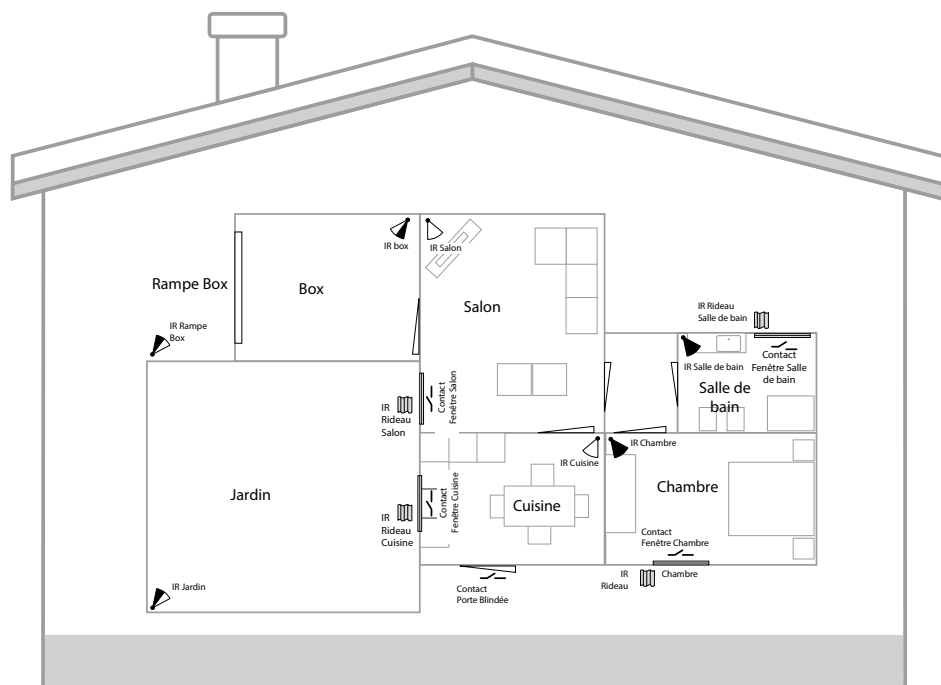 IR box
IR Salon
Rampe Box
Box
Salon
IR Rampe
Box
IR Rideau
Salle de bain
Contact
Fenêtre Salle
de bain
IR Salle de bain
Salle de
bain
IR
Rideau
Salon
Contact
Fenêtre Salon
IR Cuisine
IR Chambre
Jardin
Contact
Fenêtre Cuisine
Cuisine
Chambre
IR
Rideau
Cuisine
Contact
Fenêtre Chambre
IR
Rideau
Chambre
IR Jardin
Contact
Porte Blindée